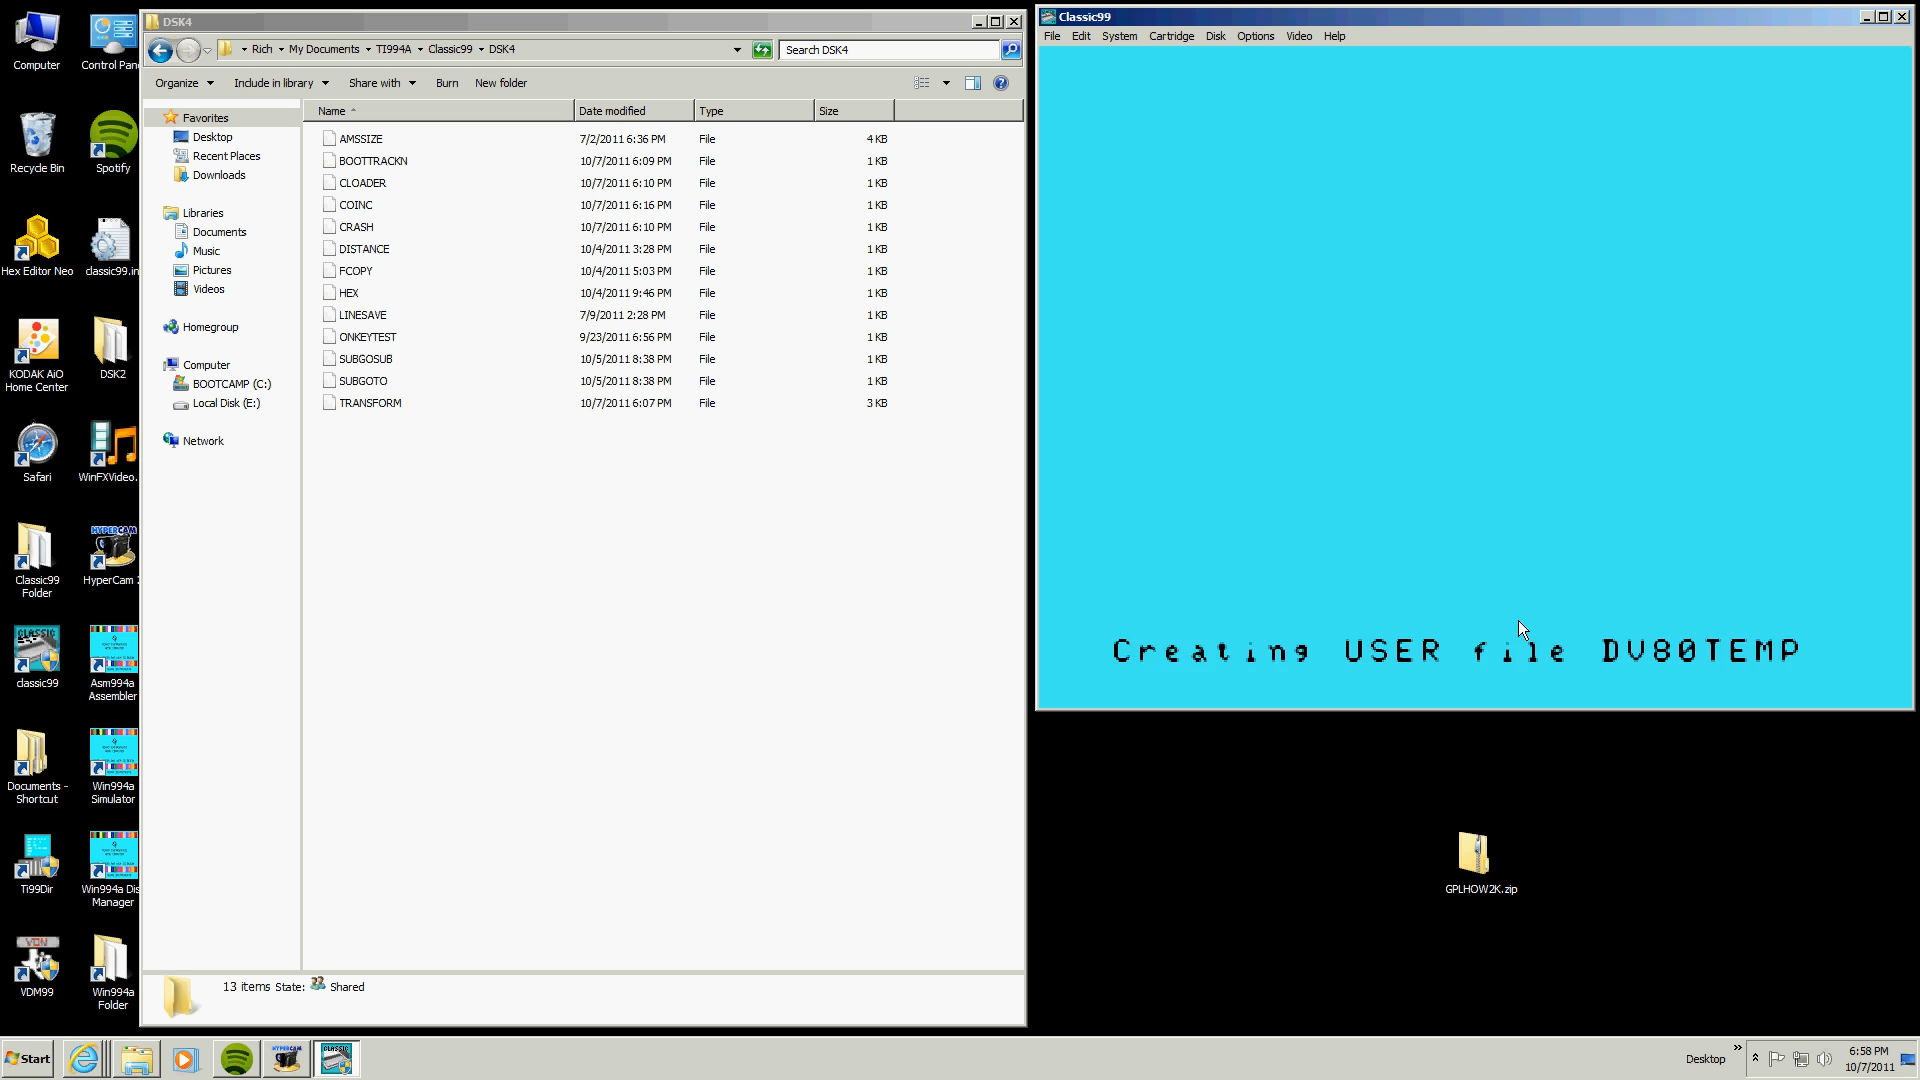 Computer
Control Pane
Recycle Bin
Spotify
Hex Editor Neo
classic99.in
KODAK AiO
Home Center
DSK2
Safari
WinFXVideo.
Classic99
Folder
HYPERCAM
HyperCam 2
CLASSIC
classic99
Asm994a
Assembler
Documents -
Shortcut
Win994a
Simulator
Ti99Dir
Win994a Dis
Manager
VDM99
Win994a
Folder
DSK4
Rich
My Documents
TI994A
Classic99
DSK4
Search DSK4
Organize
Include in library
Share with
Burn
New folder
Favorites
Desktop
Recent Places
Downloads
Libraries
Documents
Music
Pictures
Videos
Homegroup
Computer
BOOTCAMP (C:)
Local Disk (E:)
Network
Name Date modified Type Size
AMSSIZE 7/2/2011 6:36 PM File 4 KB
BOOTTRACKN 10/7/2011 6:09 PM File 1 KB
CLOADER 10/7/2011 6:10 PM File 1 KB
COINC 10/7/2011 6:16 PM File 1 KB
CRASH 10/7/2011 6:10 PM File 1 KB
DISTANCE 10/4/2011 3:28 PM File 1 KB
FCOPY 10/4/2011 5:03 PM File 1 KB
HEX 10/4/2011 9:46 PM File 1 KB
LINESAVE 7/9/2011 2:28 PM File 1 KB
ONKEYTEST 9/23/2011 6:56 PM File 1 KB
SUBGOSUB 10/5/2011 8:38 PM File 1 KB
SUBGOTO 10/5/2011 8:38 PM File 1 KB
TRANSFORM 10/7/2011 6:07 PM File 3 KB
13 items State: Shared
Classic99
File Edit System Cartridge Disk Options Video Help
Creating USER file DV80TEMP
GPLHOW2K.zip
Start
Desktop
6:58 PM
10/7/2011